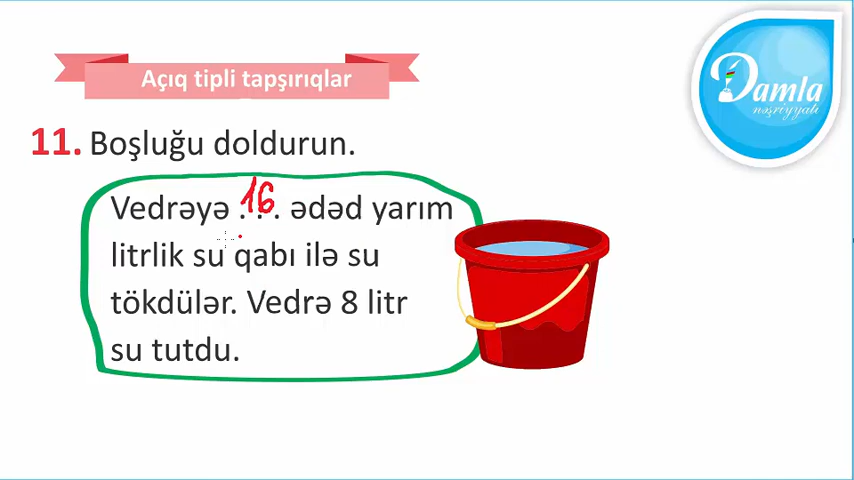 Açıq tipli tapşırıqlar
Damla
nəşriyyatı
11. Boşluğu doldurun.
Vedrəyə .16. . ədəd yarım
litrlik su qabı ilə su
tökdülər. Vedrə 8 litr
su tutdu.